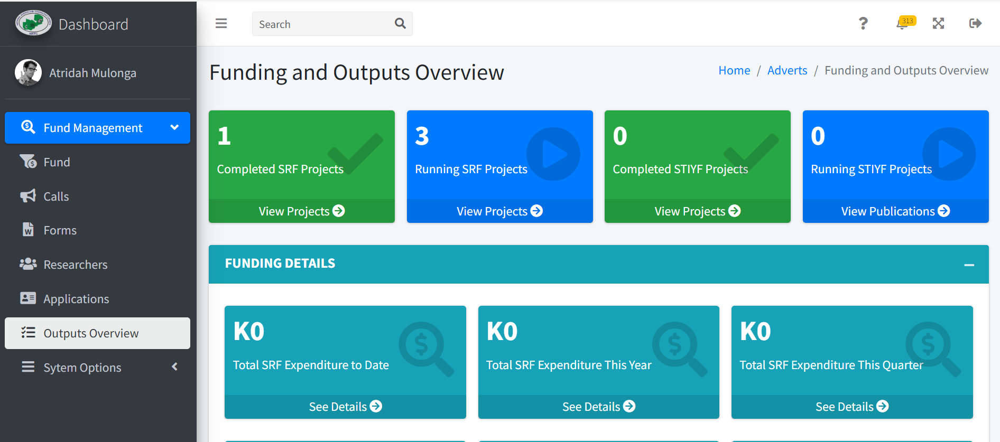 Dashboard
Search
313
Atridah Mulonga
Fund Management
Fund
Calls
Forms
Researchers
Applications
Outputs Overview
Sytem Options
Funding and Outputs Overview
Home / Adverts / Funding and Outputs Overview
1
Completed SRF Projects
View Projects
3
Running SRF Projects
View Projects
0
Completed STIYF Projects
View Projects
0
Running STIYF Projects
View Publications
FUNDING DETAILS
K0
Total SRF Expenditure to Date
See Details
K0
Total SRF Expenditure This Year
See Details
K0
Total SRF Expenditure This Quarter
See Details